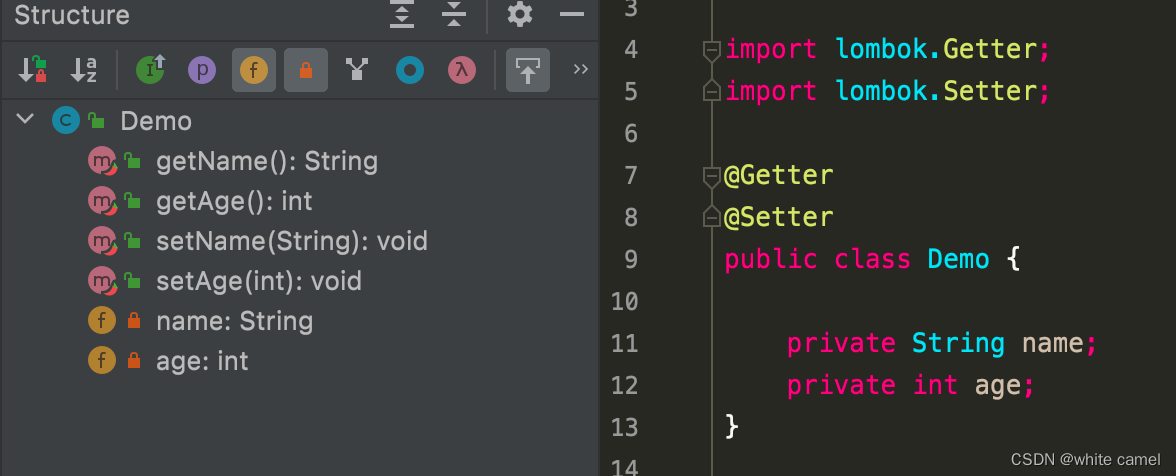 Structure
Demo
getName(): String
getAge(): int
setName(String): void
setAge(int): void
name: String
age: int
3
4 import lombok.Getter;
5 import lombok.Setter;
6
7 @Getter
8 @Setter
9 public class Demo {
10
11 private String name;
12 private int age;
13 }
14
CSDN @white camel